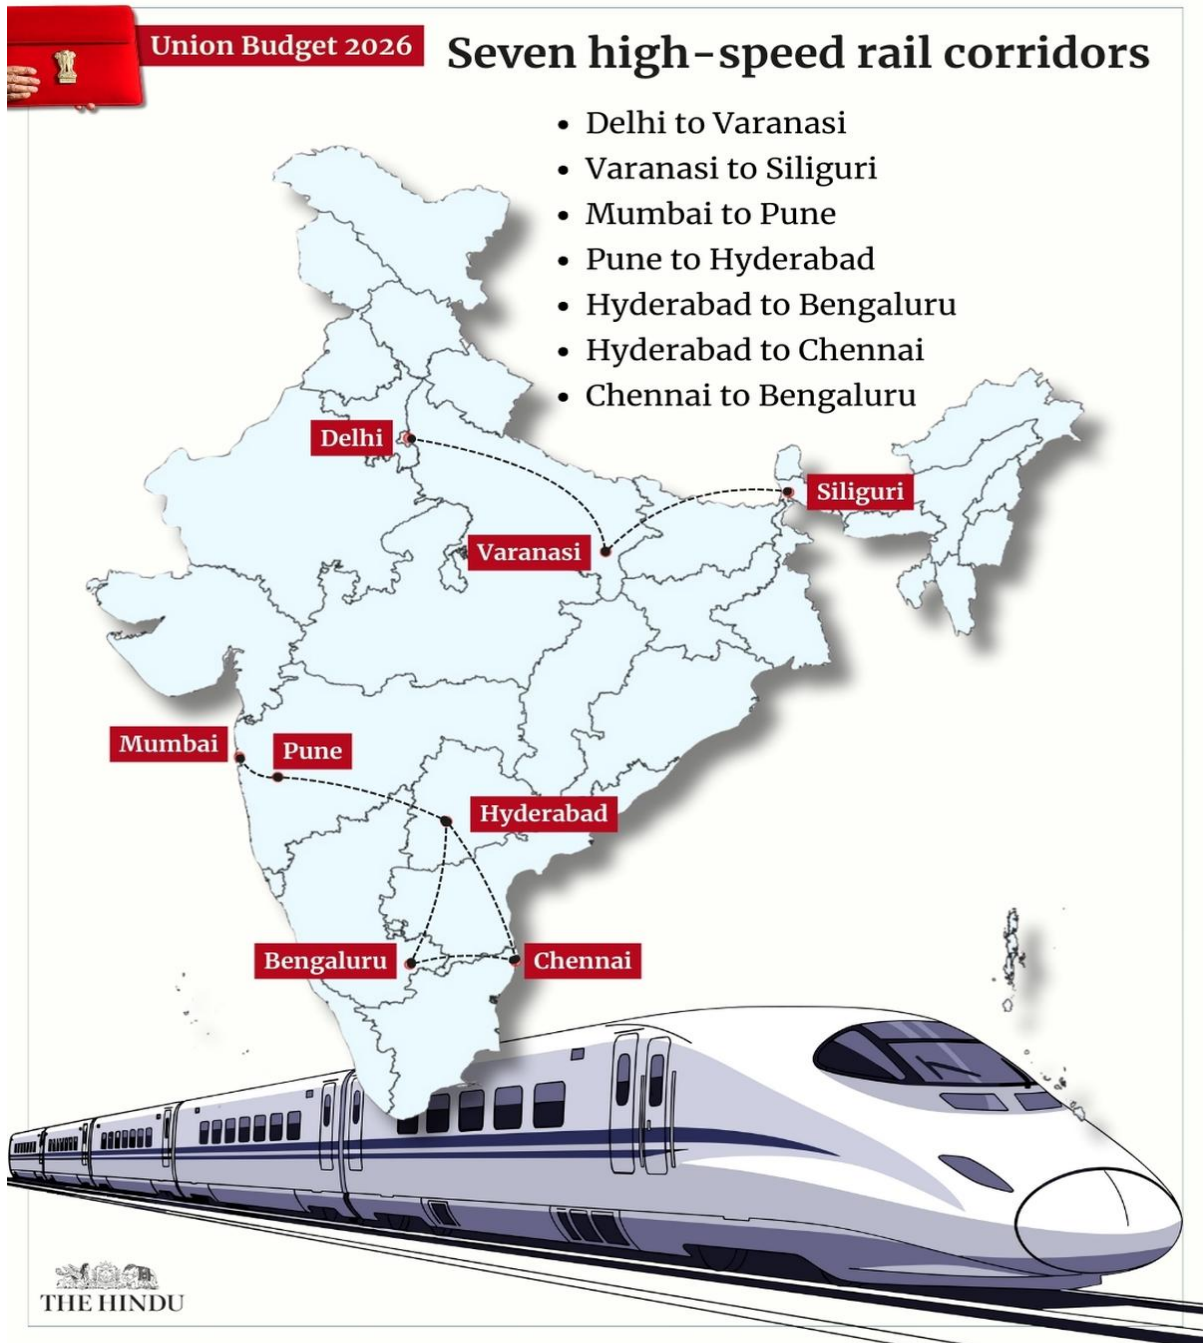 Union Budget 2026
Seven high-speed rail corridors
• Delhi to Varanasi
• Varanasi to Siliguri
• Mumbai to Pune
• Pune to Hyderabad
• Hyderabad to Bengaluru
• Hyderabad to Chennai
• Chennai to Bengaluru
Delhi
Siliguri
Varanasi
Mumbai
Pune
Hyderabad
Bengaluru
Chennai
THE HINDU